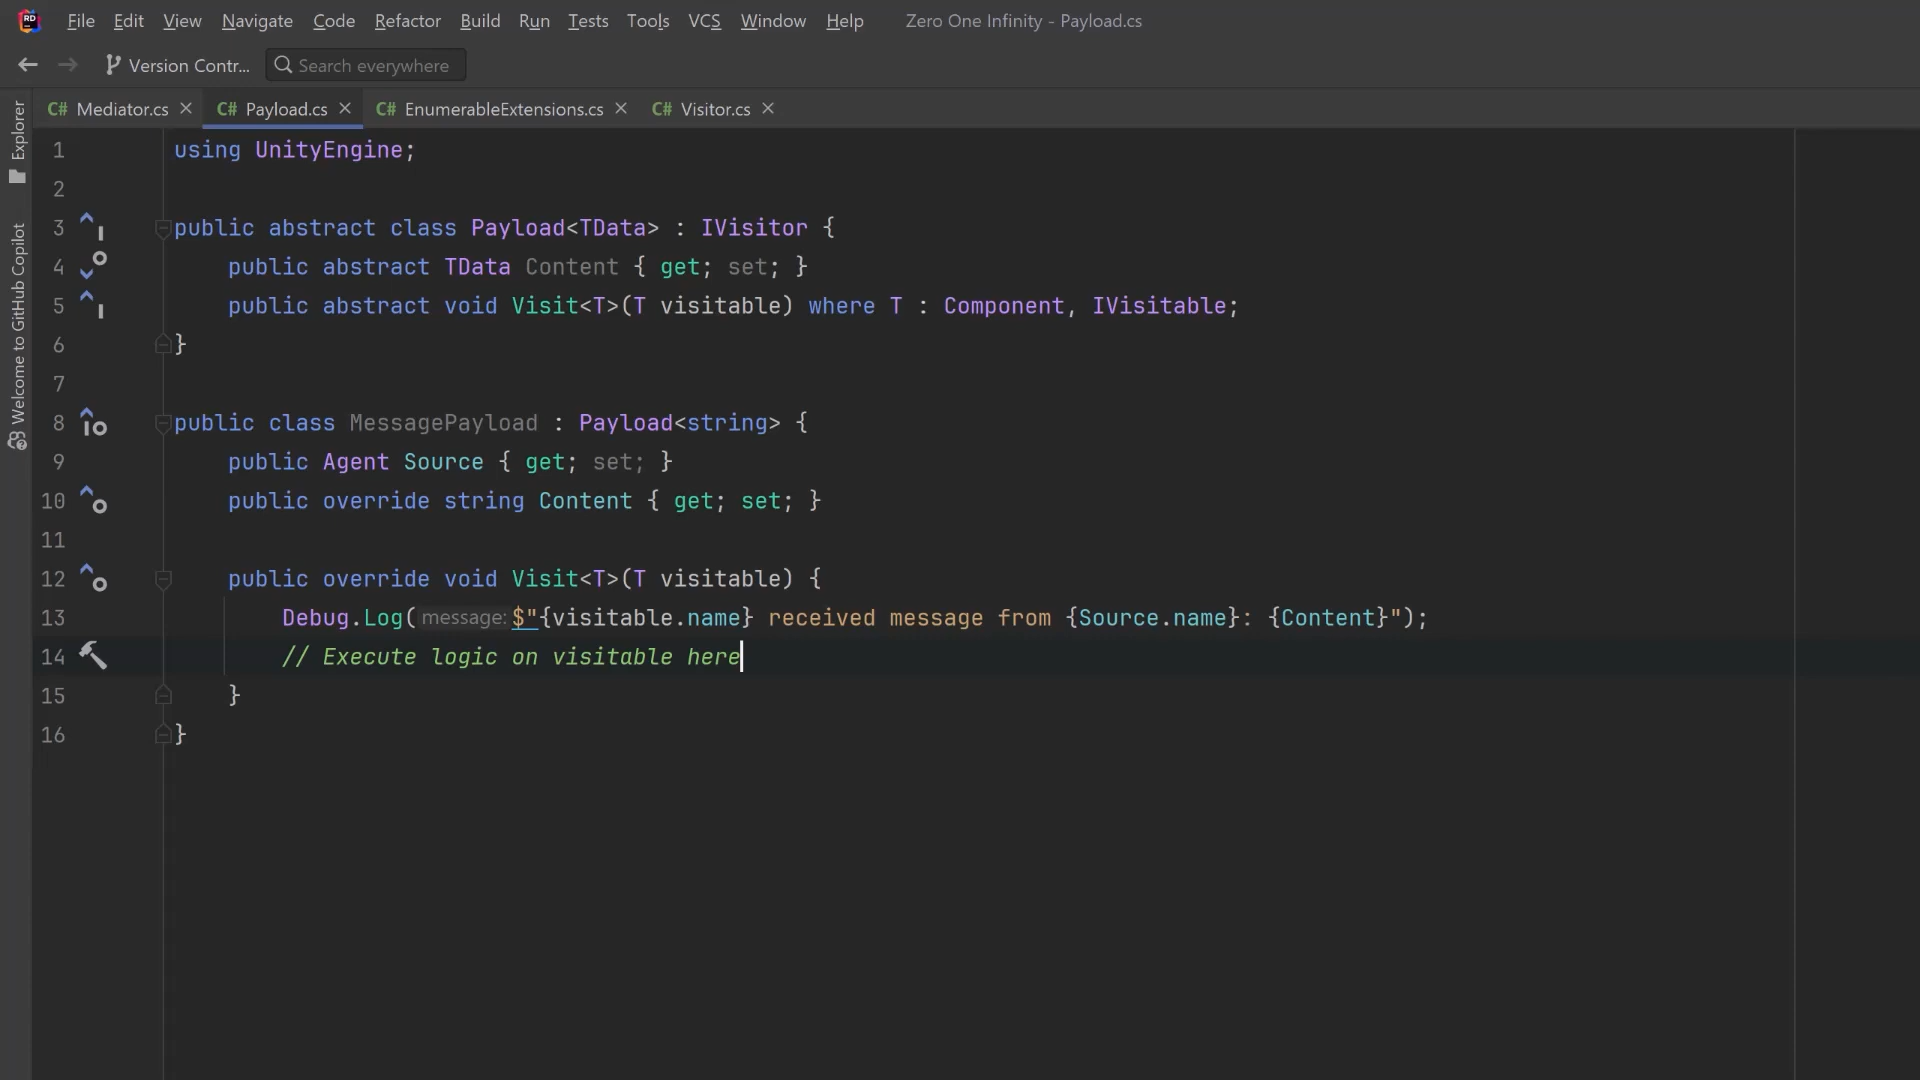 RD File Edit View Navigate Code Refactor Build Run Tests Tools VCS Window Help Zero One Infinity - Payload.cs
Version Contr... Search everywhere
C# Mediator.cs C# Payload.cs C# EnumerableExtensions.cs C# Visitor.cs
Explorer
Welcome to GitHub Copilot
1 using UnityEngine;
2
3 public abstract class Payload<TData> : IVisitor {
4     public abstract TData Content { get; set; }
5     public abstract void Visit<T>(T visitable) where T : Component, IVisitable;
6 }
7
8 public class MessagePayload : Payload<string> {
9     public Agent Source { get; set; }
10     public override string Content { get; set; }
11
12     public override void Visit<T>(T visitable) {
13         Debug.Log( message: $"{visitable.name} received message from {Source.name}: {Content}");
14         // Execute logic on visitable here
15     }
16 }